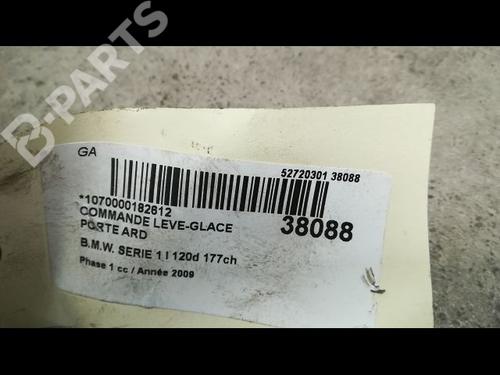 B-PARTS
GA
52720301 38088
*1070000182612
38088
COMMANDE LEVE-GLACE
PORTE ARD
B.M.W. SERIE 1 I 120d 177ch
Phase 1 cc / Année 2009